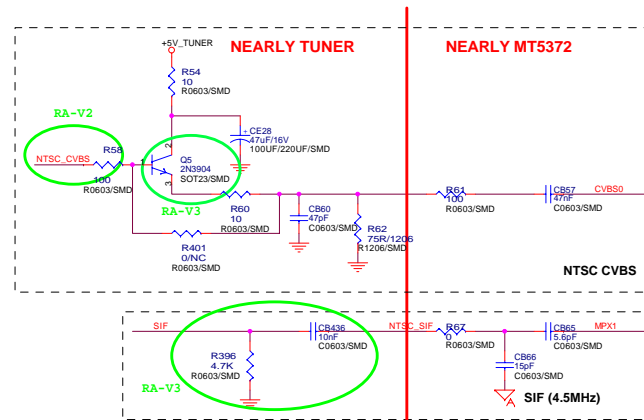 NEARLY TUNER
NEARLY MT5372
+5V_TUNER
R54
10
R0603/SMD
RA-V2
NTSC_CVBS
R58
100
R0603/SMD
2
1
3
+
CE28
47uF/16V
100UF/220UF/SMD
Q5
2N3904
SOT23/SMD
RA-V3
R60
10
R0603/SMD
R401
0/NC
R0603/SMD
CB60
47pF
C0603/SMD
R62
75R/1206
R1206/SMD
R61
100
R0603/SMD
CB57
47nF
C0603/SMD
CVBS0
NTSC CVBS
SIF
R396
4.7K
R0603/SMD
RA-V3
CB436
10nF
C0603/SMD
NTSC_SIF
R67
0
R0603/SMD
CB65
5.6pF
C0603/SMD
MPX1
CB66
15pF
C0603/SMD
A
SIF (4.5MHz)